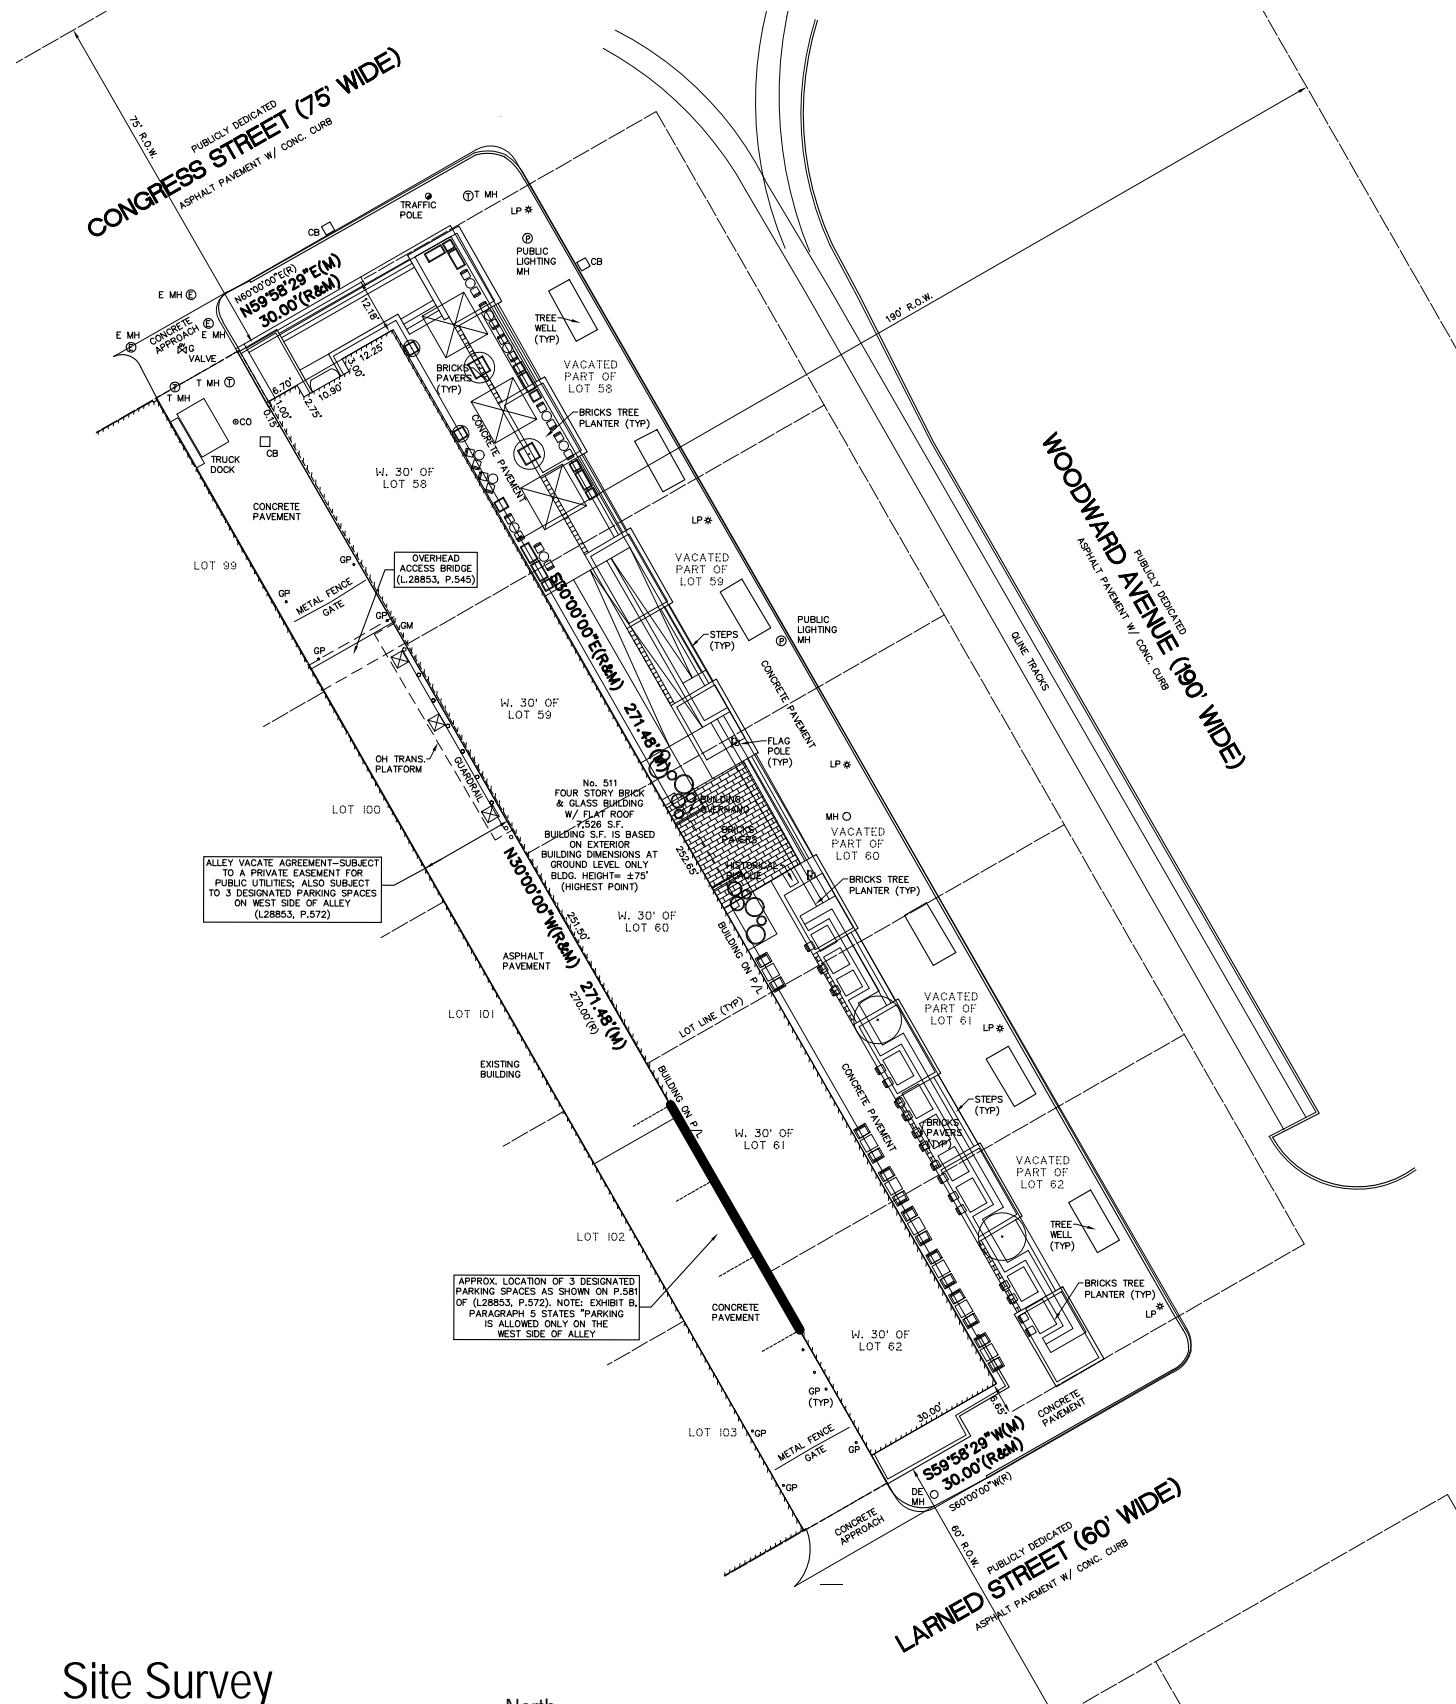 75' R.O.W.
PUBLICLY DEDICATED
CONGRESS STREET (75' WIDE)
ASPHALT PAVEMENT W/ CONC. CURB
TRAFFIC
POLE
T MH
LP
CB
PUBLIC
LIGHTING
MH
CB
N60°00'00"E(R)
N59°58'29"E(M)
30.00'(R&M)
E MH
E MH
CONCRETE
APPROACH
E MH
G
VALVE
T MH
T MH
CO
CB
TRUCK
DOCK
12.18'
12.25'
3.00'
10.90'
2.75'
6.70'
1.00'
0.15'
BRICKS
PAVERS
(TYP)
TREE
WELL
(TYP)
VACATED
PART OF
LOT 58
BRICKS TREE
PLANTER (TYP)
CONCRETE PAVEMENT
190' R.O.W.
W. 30' OF
LOT 58
CONCRETE
PAVEMENT
LP
WOODWARD AVENUE (190' WIDE)
PUBLICLY DEDICATED
ASPHALT PAVEMENT W/ CONC. CURB
LOT 99
GP
OVERHEAD
ACCESS BRIDGE
(L.28853, P.545)
VACATED
PART OF
LOT 59
GP
METAL FENCE
GATE
GP
GM
GP
S30°00'00"E(R&M)   271.48'(M)
STEPS
(TYP)
PUBLIC
LIGHTING
MH
QLINE TRACKS
CONCRETE PAVEMENT
W. 30' OF
LOT 59
FLAG
POLE
(TYP)
LP
OH TRANS.
PLATFORM
GUARDRAIL
LOT 100
No. 511
FOUR STORY BRICK
& GLASS BUILDING
W/ FLAT ROOF
7,526 S.F.
BUILDING S.F. IS BASED
ON EXTERIOR
BUILDING DIMENSIONS AT
GROUND LEVEL ONLY
BLDG. HEIGHT= ±75'
(HIGHEST POINT)
BUILDING
OVERHANG
BRICKS
PAVERS
HISTORICAL
PLAQUE
252.65'
MH
VACATED
PART OF
LOT 60
ALLEY VACATE AGREEMENT–SUBJECT
TO A PRIVATE EASEMENT FOR
PUBLIC UTILITIES; ALSO SUBJECT
TO 3 DESIGNATED PARKING SPACES
ON WEST SIDE OF ALLEY
(L28853, P.572)
BRICKS TREE
PLANTER (TYP)
W. 30' OF
LOT 60
N30°00'00"W(R&M)   271.48'(M)
251.50'
270.00'(R)
BUILDING ON P/L
ASPHALT
PAVEMENT
LOT 101
LOT LINE (TYP)
VACATED
PART OF
LOT 61
LP
EXISTING
BUILDING
BUILDING ON P/L
CONCRETE PAVEMENT
STEPS
(TYP)
BRICKS
PAVERS
(TYP)
W. 30' OF
LOT 61
VACATED
PART OF
LOT 62
TREE
WELL
(TYP)
LOT 102
APPROX. LOCATION OF 3 DESIGNATED
PARKING SPACES AS SHOWN ON P.581
OF (L28853, P.572). NOTE: EXHIBIT B,
PARAGRAPH 5 STATES "PARKING
IS ALLOWED ONLY ON THE
WEST SIDE OF ALLEY
CONCRETE
PAVEMENT
BRICKS TREE
PLANTER (TYP)
LP
W. 30' OF
LOT 62
GP
(TYP)
30.00'
8.65'
CONCRETE
PAVEMENT
LOT 103
GP
METAL FENCE
GATE
GP
S59°58'29"W(M)
30.00'(R&M)
S60°00'00"W(R)
GP
DE
MH
CONCRETE
APPROACH
60' R.O.W.
PUBLICLY DEDICATED
LARNED STREET (60' WIDE)
ASPHALT PAVEMENT W/ CONC. CURB
Site Survey
North